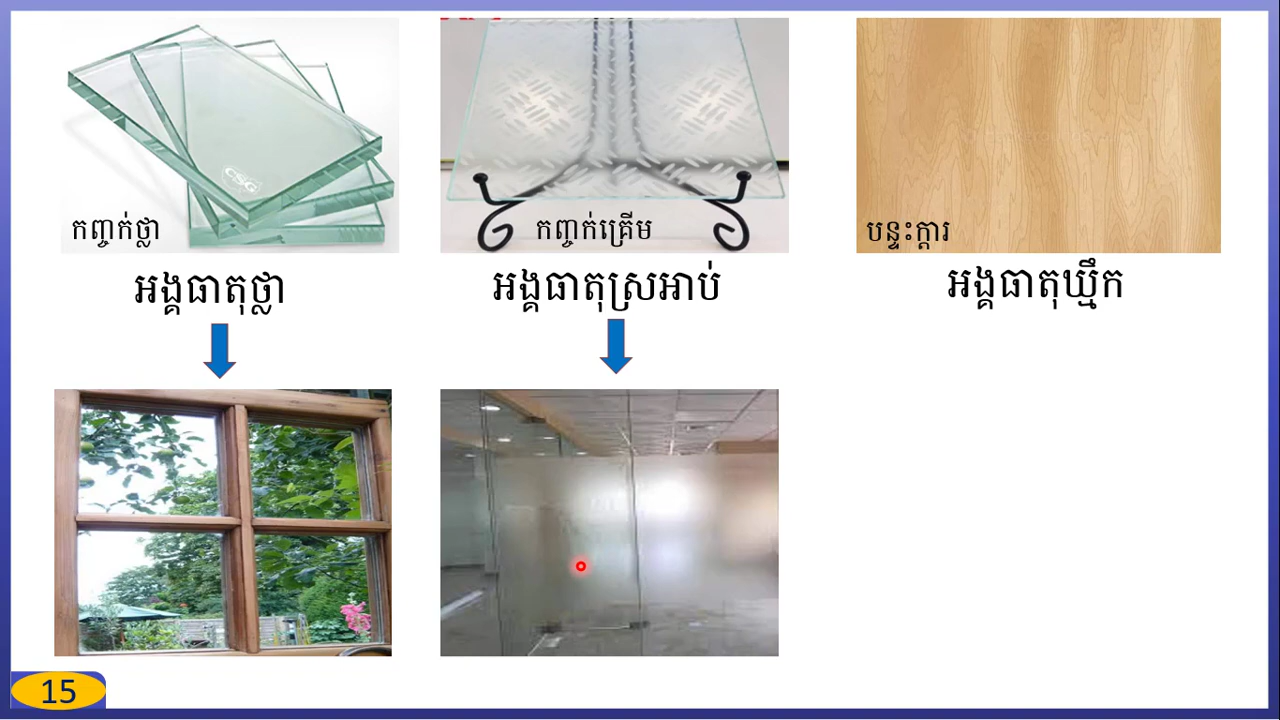 CSG
កញ្ចក់ថ្លា
កញ្ចក់គ្រើម
បន្ទះក្តារ
អង្គធាតុថ្លា
អង្គធាតុស្រអាប់
អង្គធាតុឃ្មឹក
15